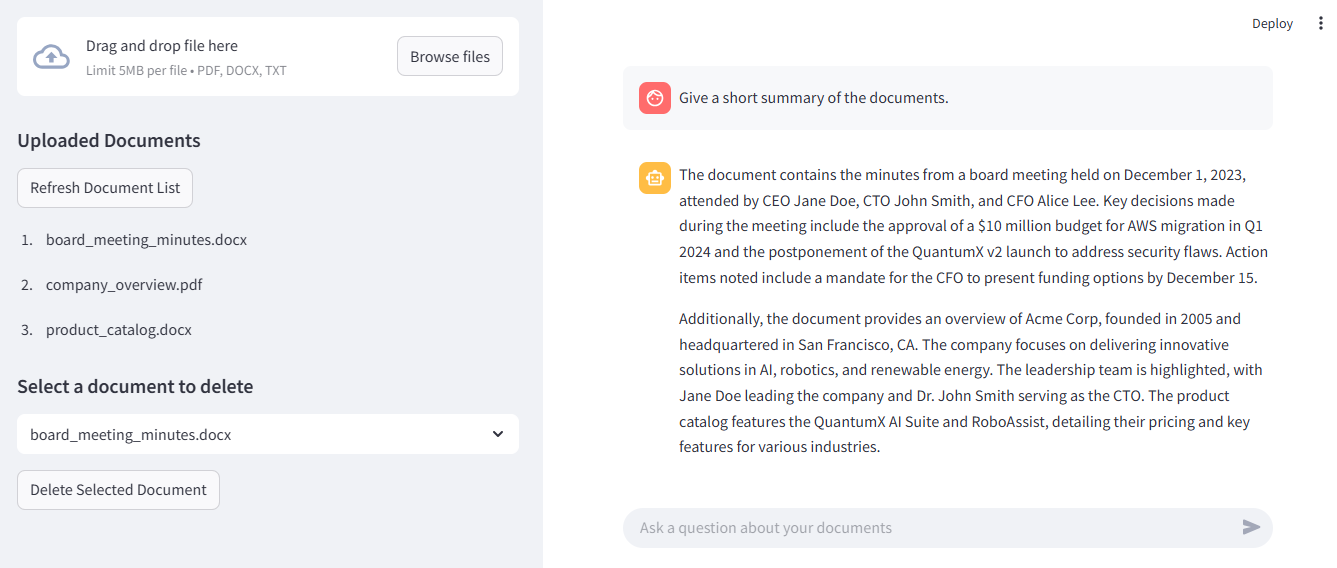 Drag and drop file here
Limit 5MB per file • PDF, DOCX, TXT
Browse files
Uploaded Documents
Refresh Document List
1. board_meeting_minutes.docx
2. company_overview.pdf
3. product_catalog.docx
Select a document to delete
board_meeting_minutes.docx
Delete Selected Document
Deploy
Give a short summary of the documents.
The document contains the minutes from a board meeting held on December 1, 2023,
attended by CEO Jane Doe, CTO John Smith, and CFO Alice Lee. Key decisions made
during the meeting include the approval of a $10 million budget for AWS migration in Q1
2024 and the postponement of the QuantumX v2 launch to address security flaws. Action
items noted include a mandate for the CFO to present funding options by December 15.
Additionally, the document provides an overview of Acme Corp, founded in 2005 and
headquartered in San Francisco, CA. The company focuses on delivering innovative
solutions in AI, robotics, and renewable energy. The leadership team is highlighted, with
Jane Doe leading the company and Dr. John Smith serving as the CTO. The product
catalog features the QuantumX AI Suite and RoboAssist, detailing their pricing and key
features for various industries.
Ask a question about your documents